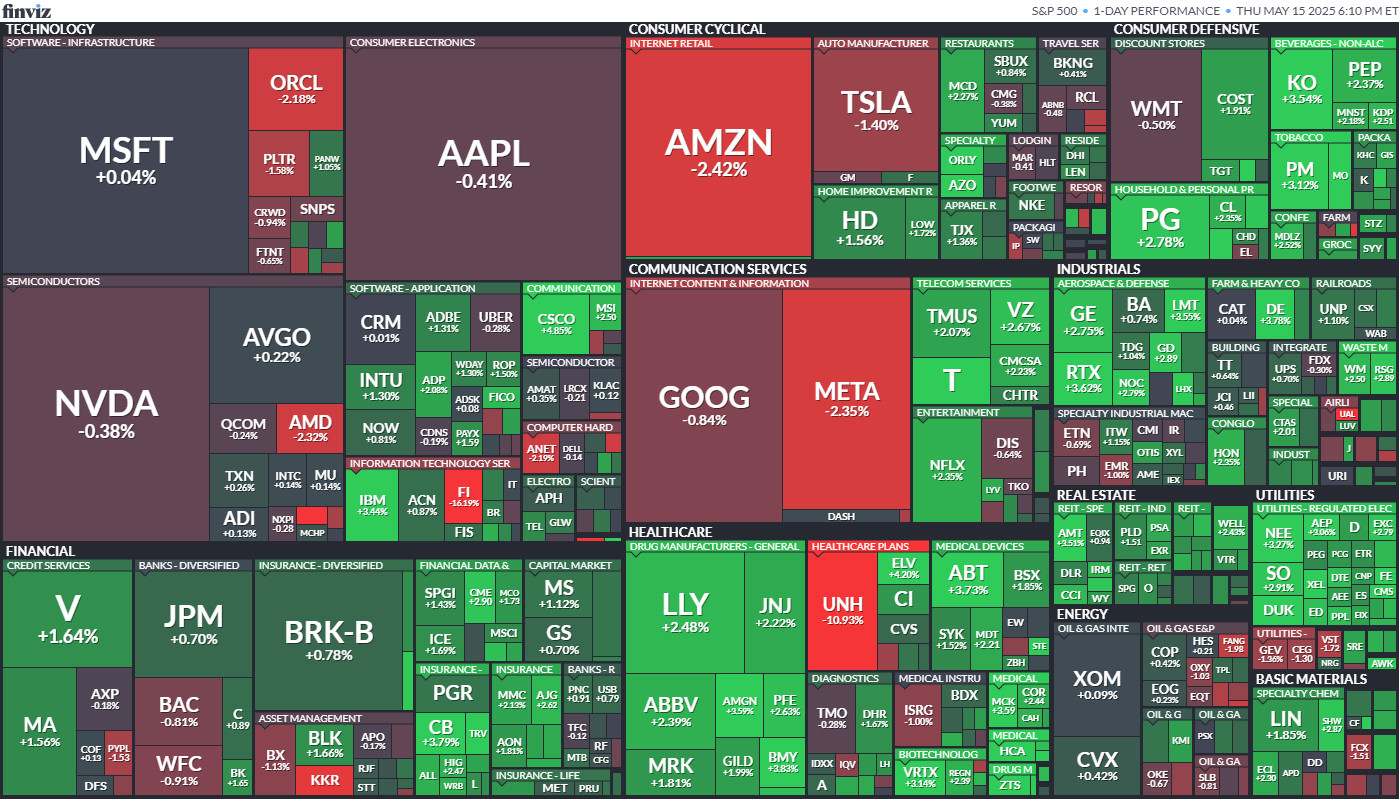 finviz
S&P 500 • 1-DAY PERFORMANCE • THU MAY 15 2025 6:10 PM ET
TECHNOLOGY
SOFTWARE - INFRASTRUCTURE
MSFT
+0.04%
ORCL
-2.18%
PLTR
-1.58%
PANW
+1.05%
CRWD
-0.94%
SNPS
FTNT
-0.65%
CONSUMER ELECTRONICS
AAPL
-0.41%
SEMICONDUCTORS
NVDA
-0.38%
AVGO
+0.22%
QCOM
-0.24%
AMD
-2.32%
TXN
+0.26%
INTC
+0.14%
MU
+0.14%
ADI
+0.13%
NXPI
-0.28
MCHP
SOFTWARE - APPLICATION
CRM
+0.01%
ADBE
+1.31%
UBER
-0.28%
INTU
+1.30%
ADP
+2.08%
WDAY
+1.30%
ROP
+1.50%
ADSK
+0.08
FICO
NOW
+0.81%
CDNS
-0.19%
PAYX
+1.59
COMMUNICATION
CSCO
+4.85%
MSI
+2.50
SEMICONDUCTOR
AMAT
+0.35%
LRCX
-0.21
KLAC
+0.12
COMPUTER HARD
ANET
-2.19%
DELL
-0.14
INFORMATION TECHNOLOGY SER
IBM
+3.44%
ACN
+0.87%
FI
-16.19%
IT
BR
FIS
ELECTRO
APH
TEL
GLW
SCIENT
CONSUMER CYCLICAL
INTERNET RETAIL
AMZN
-2.42%
AUTO MANUFACTURER
TSLA
-1.40%
GM
F
HOME IMPROVEMENT R
HD
+1.56%
LOW
+1.72%
RESTAURANTS
MCD
+2.27%
SBUX
+0.84%
CMG
-0.38%
YUM
TRAVEL SER
BKNG
+0.41%
ABNB
-0.48
RCL
SPECIALTY
ORLY
AZO
LODGIN
MAR
-0.41
HLT
RESIDE
DHI
LEN
APPAREL R
TJX
+1.36%
FOOTWE
NKE
RESOR
PACKAGI
IP
SW
CONSUMER DEFENSIVE
DISCOUNT STORES
WMT
-0.50%
COST
+1.91%
TGT
BEVERAGES - NON-ALC
KO
+3.54%
PEP
+2.37%
MNST
+2.18%
KDP
+2.51
TOBACCO
PM
+3.12%
MO
PACKA
KHC
GIS
K
HOUSEHOLD & PERSONAL PR
PG
+2.78%
CL
+2.35%
CHD
EL
CONFE
MDLZ
+2.52%
FARM
GROC
STZ
SYY
COMMUNICATION SERVICES
INTERNET CONTENT & INFORMATION
GOOG
-0.84%
META
-2.35%
DASH
TELECOM SERVICES
TMUS
+2.07%
VZ
+2.67%
T
CMCSA
+2.23%
CHTR
ENTERTAINMENT
NFLX
+2.35%
DIS
-0.64%
LYV
TKO
INDUSTRIALS
AEROSPACE & DEFENSE
GE
+2.75%
BA
+0.74%
LMT
+3.55%
RTX
+3.62%
TDG
+1.04%
GD
+2.89
NOC
+2.79%
LHX
FARM & HEAVY CO
CAT
+0.04%
DE
+3.78%
RAILROADS
UNP
+1.10%
CSX
WAB
BUILDING
TT
+0.64%
JCI
+0.46
LII
INTEGRATE
UPS
+0.70%
FDX
-0.30%
WASTE M
WM
+2.50
RSG
+2.89
SPECIALTY INDUSTRIAL MAC
ETN
-0.69%
ITW
+1.15%
CMI
IR
PH
EMR
-1.00%
OTIS
XYL
AME
IEX
SPECIAL
CTAS
+2.01
AIRLI
UAL
LUV
CONGLO
HON
+2.35%
INDUST
J
URI
FINANCIAL
CREDIT SERVICES
V
+1.64%
MA
+1.56%
AXP
-0.18%
COF
+0.13
PYPL
-1.53
DFS
BANKS - DIVERSIFIED
JPM
+0.70%
BAC
-0.81%
C
+0.89
WFC
-0.91%
BK
+1.65
INSURANCE - DIVERSIFIED
BRK-B
+0.78%
ASSET MANAGEMENT
BX
-1.13%
BLK
+1.66%
APO
-0.17%
KKR
RJF
STT
FINANCIAL DATA &
SPGI
+1.43%
CME
+2.90
MCO
+1.73
ICE
+1.69%
MSCI
CAPITAL MARKET
MS
+1.12%
GS
+0.70%
INSURANCE -
PGR
CB
+3.79%
TRV
ALL
HIG
+2.47
WRB
L
INSURANCE
MMC
+2.13%
AJG
+2.62
AON
+1.81%
BANKS - R
PNC
+0.91
USB
+0.79
TFC
-0.12
RF
MTB
CFG
INSURANCE - LIFE
MET
PRU
HEALTHCARE
DRUG MANUFACTURERS - GENERAL
LLY
+2.48%
JNJ
+2.22%
ABBV
+2.39%
AMGN
+3.59%
PFE
+2.63%
MRK
+1.81%
GILD
+1.99%
BMY
+3.83%
HEALTHCARE PLANS
UNH
-10.93%
ELV
+4.20%
CI
CVS
MEDICAL DEVICES
ABT
+3.73%
BSX
+1.85%
SYK
+1.52%
MDT
+2.21
EW
STE
ZBH
DIAGNOSTICS
TMO
-0.28%
DHR
+1.67%
IDXX
IQV
LH
A
MEDICAL INSTRU
ISRG
-1.00%
BDX
MEDICAL
MCK
+3.59
COR
+2.44
CAH
BIOTECHNOLOG
VRTX
+3.14%
REGN
+2.39
MEDICAL
HCA
DRUG M
ZTS
REAL ESTATE
REIT - SPE
AMT
+3.51%
EQIX
+0.94
DLR
IRM
CCI
WY
REIT - IND
PLD
+1.51
PSA
EXR
REIT - RET
SPG
O
REIT -
WELL
+2.43%
VTR
UTILITIES
UTILITIES - REGULATED ELEC
NEE
+3.27%
AEP
+3.06%
D
EXC
+2.79
SO
+2.91%
PEG
PCG
ETR
XEL
DTE
CNP
FE
AEE
ES
CMS
DUK
ED
PPL
EIX
UTILITIES -
GEV
-1.36%
CEG
-1.30
VST
-1.72
NRG
SRE
AWK
ENERGY
OIL & GAS INTE
XOM
+0.09%
CVX
+0.42%
OIL & GAS E&P
COP
+0.42%
HES
+0.21
FANG
-1.98
EOG
+0.23%
OXY
-1.03
TPL
EQT
OIL & G
KMI
OKE
-0.67
OIL & GA
PSX
OIL & GA
SLB
-0.81
BASIC MATERIALS
SPECIALTY CHEM
LIN
+1.85%
SHW
+2.87
ECL
+2.30
APD
DD
CF
FCX
-1.51